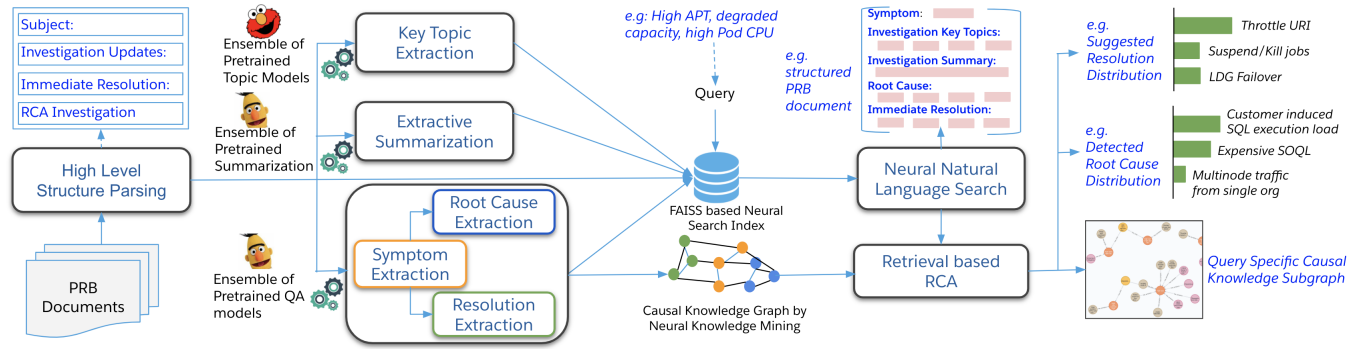 Subject:
Investigation Updates:
Immediate Resolution:
RCA Investigation
High Level
Structure Parsing
PRB
Documents
Ensemble of
Pretrained
Topic Models
Ensemble of
Pretrained
Summarization
Ensemble of
Pretrained QA
models
Key Topic
Extraction
Extractive
Summarization
Root Cause
Extraction
Symptom
Extraction
Resolution
Extraction
e.g: High APT, degraded
capacity, high Pod CPU
Query
FAISS based Neural
Search Index
Causal Knowledge Graph by
Neural Knowledge Mining
e.g.
structured
PRB
document
Symptom:
Investigation Key Topics:
Investigation Summary:
Root Cause:
Immediate Resolution:
Neural Natural
Language Search
Retrieval based
RCA
e.g.
Suggested
Resolution
Distribution
Throttle URI
Suspend/Kill jobs
LDG Failover
e.g.
Detected
Root Cause
Distribution
Customer induced
SQL execution load
Expensive SOQL
Multinode traffic
from single org
Query Specific Causal
Knowledge Subgraph